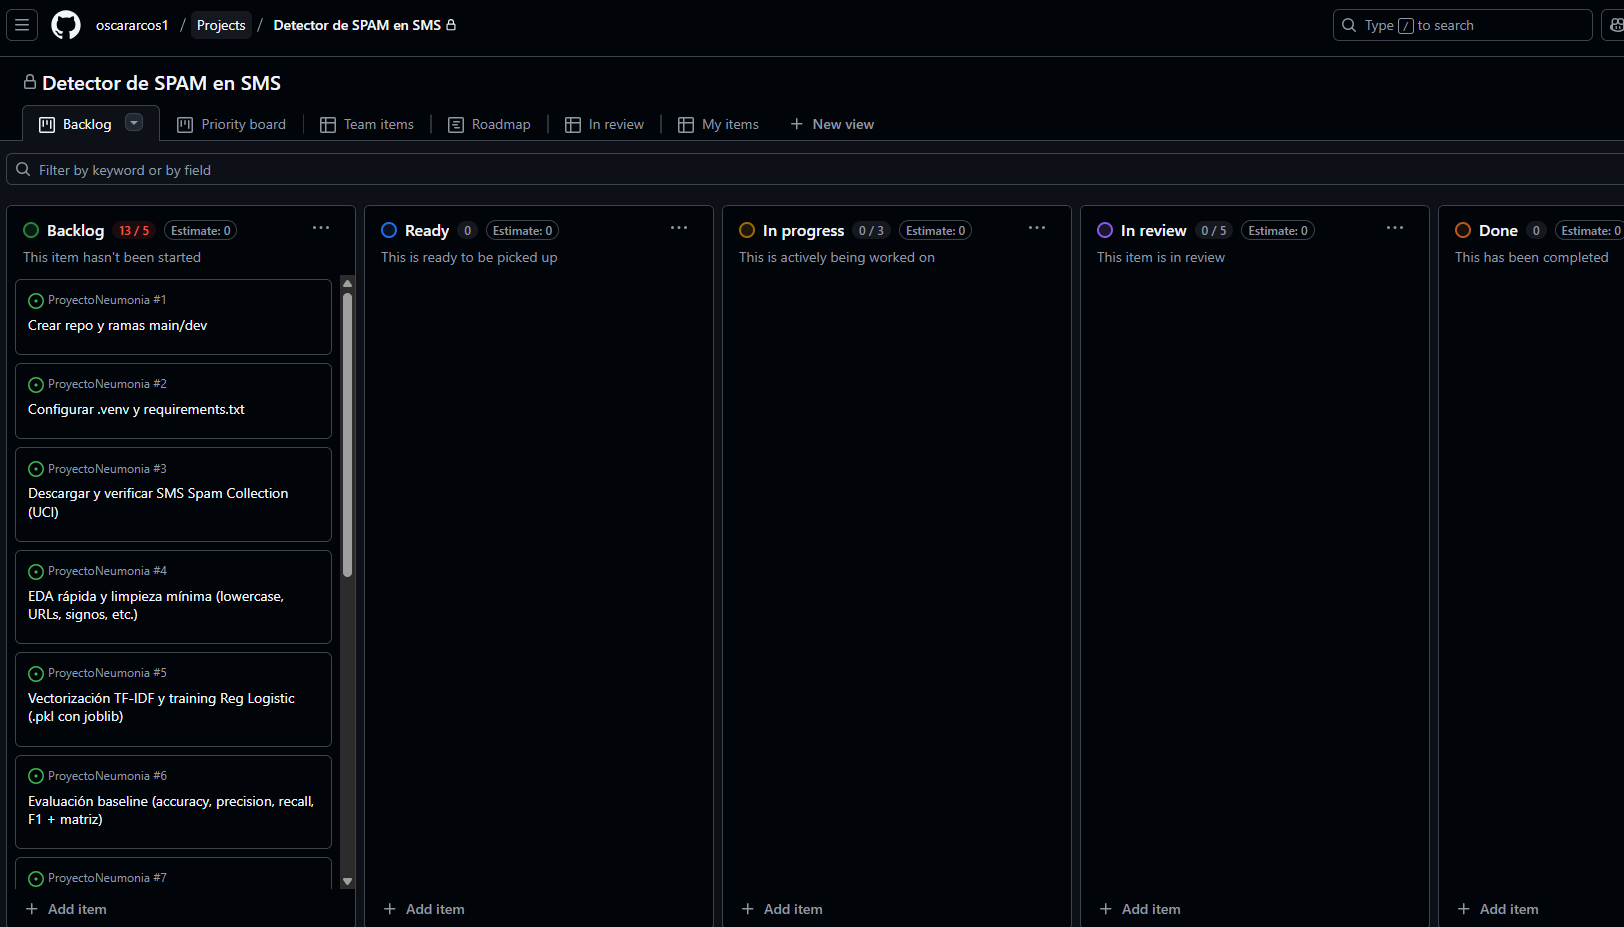 oscararcos1 / Projects / Detector de SPAM en SMS
Type / to search
Detector de SPAM en SMS
Backlog
Priority board
Team items
Roadmap
In review
My items
New view
Filter by keyword or by field
Backlog 13 / 5 Estimate: 0
This item hasn't been started
ProyectoNeumonia #1
Crear repo y ramas main/dev
ProyectoNeumonia #2
Configurar .venv y requirements.txt
ProyectoNeumonia #3
Descargar y verificar SMS Spam Collection
(UCI)
ProyectoNeumonia #4
EDA rápida y limpieza mínima (lowercase,
URLs, signos, etc.)
ProyectoNeumonia #5
Vectorización TF-IDF y training Reg Logistic
(.pkl con joblib)
ProyectoNeumonia #6
Evaluación baseline (accuracy, precision, recall,
F1 + matriz)
ProyectoNeumonia #7
Add item
Ready 0 Estimate: 0
This is ready to be picked up
Add item
In progress 0 / 3 Estimate: 0
This is actively being worked on
Add item
In review 0 / 5 Estimate: 0
This item is in review
Add item
Done 0 Estimate: 0
This has been completed
Add item